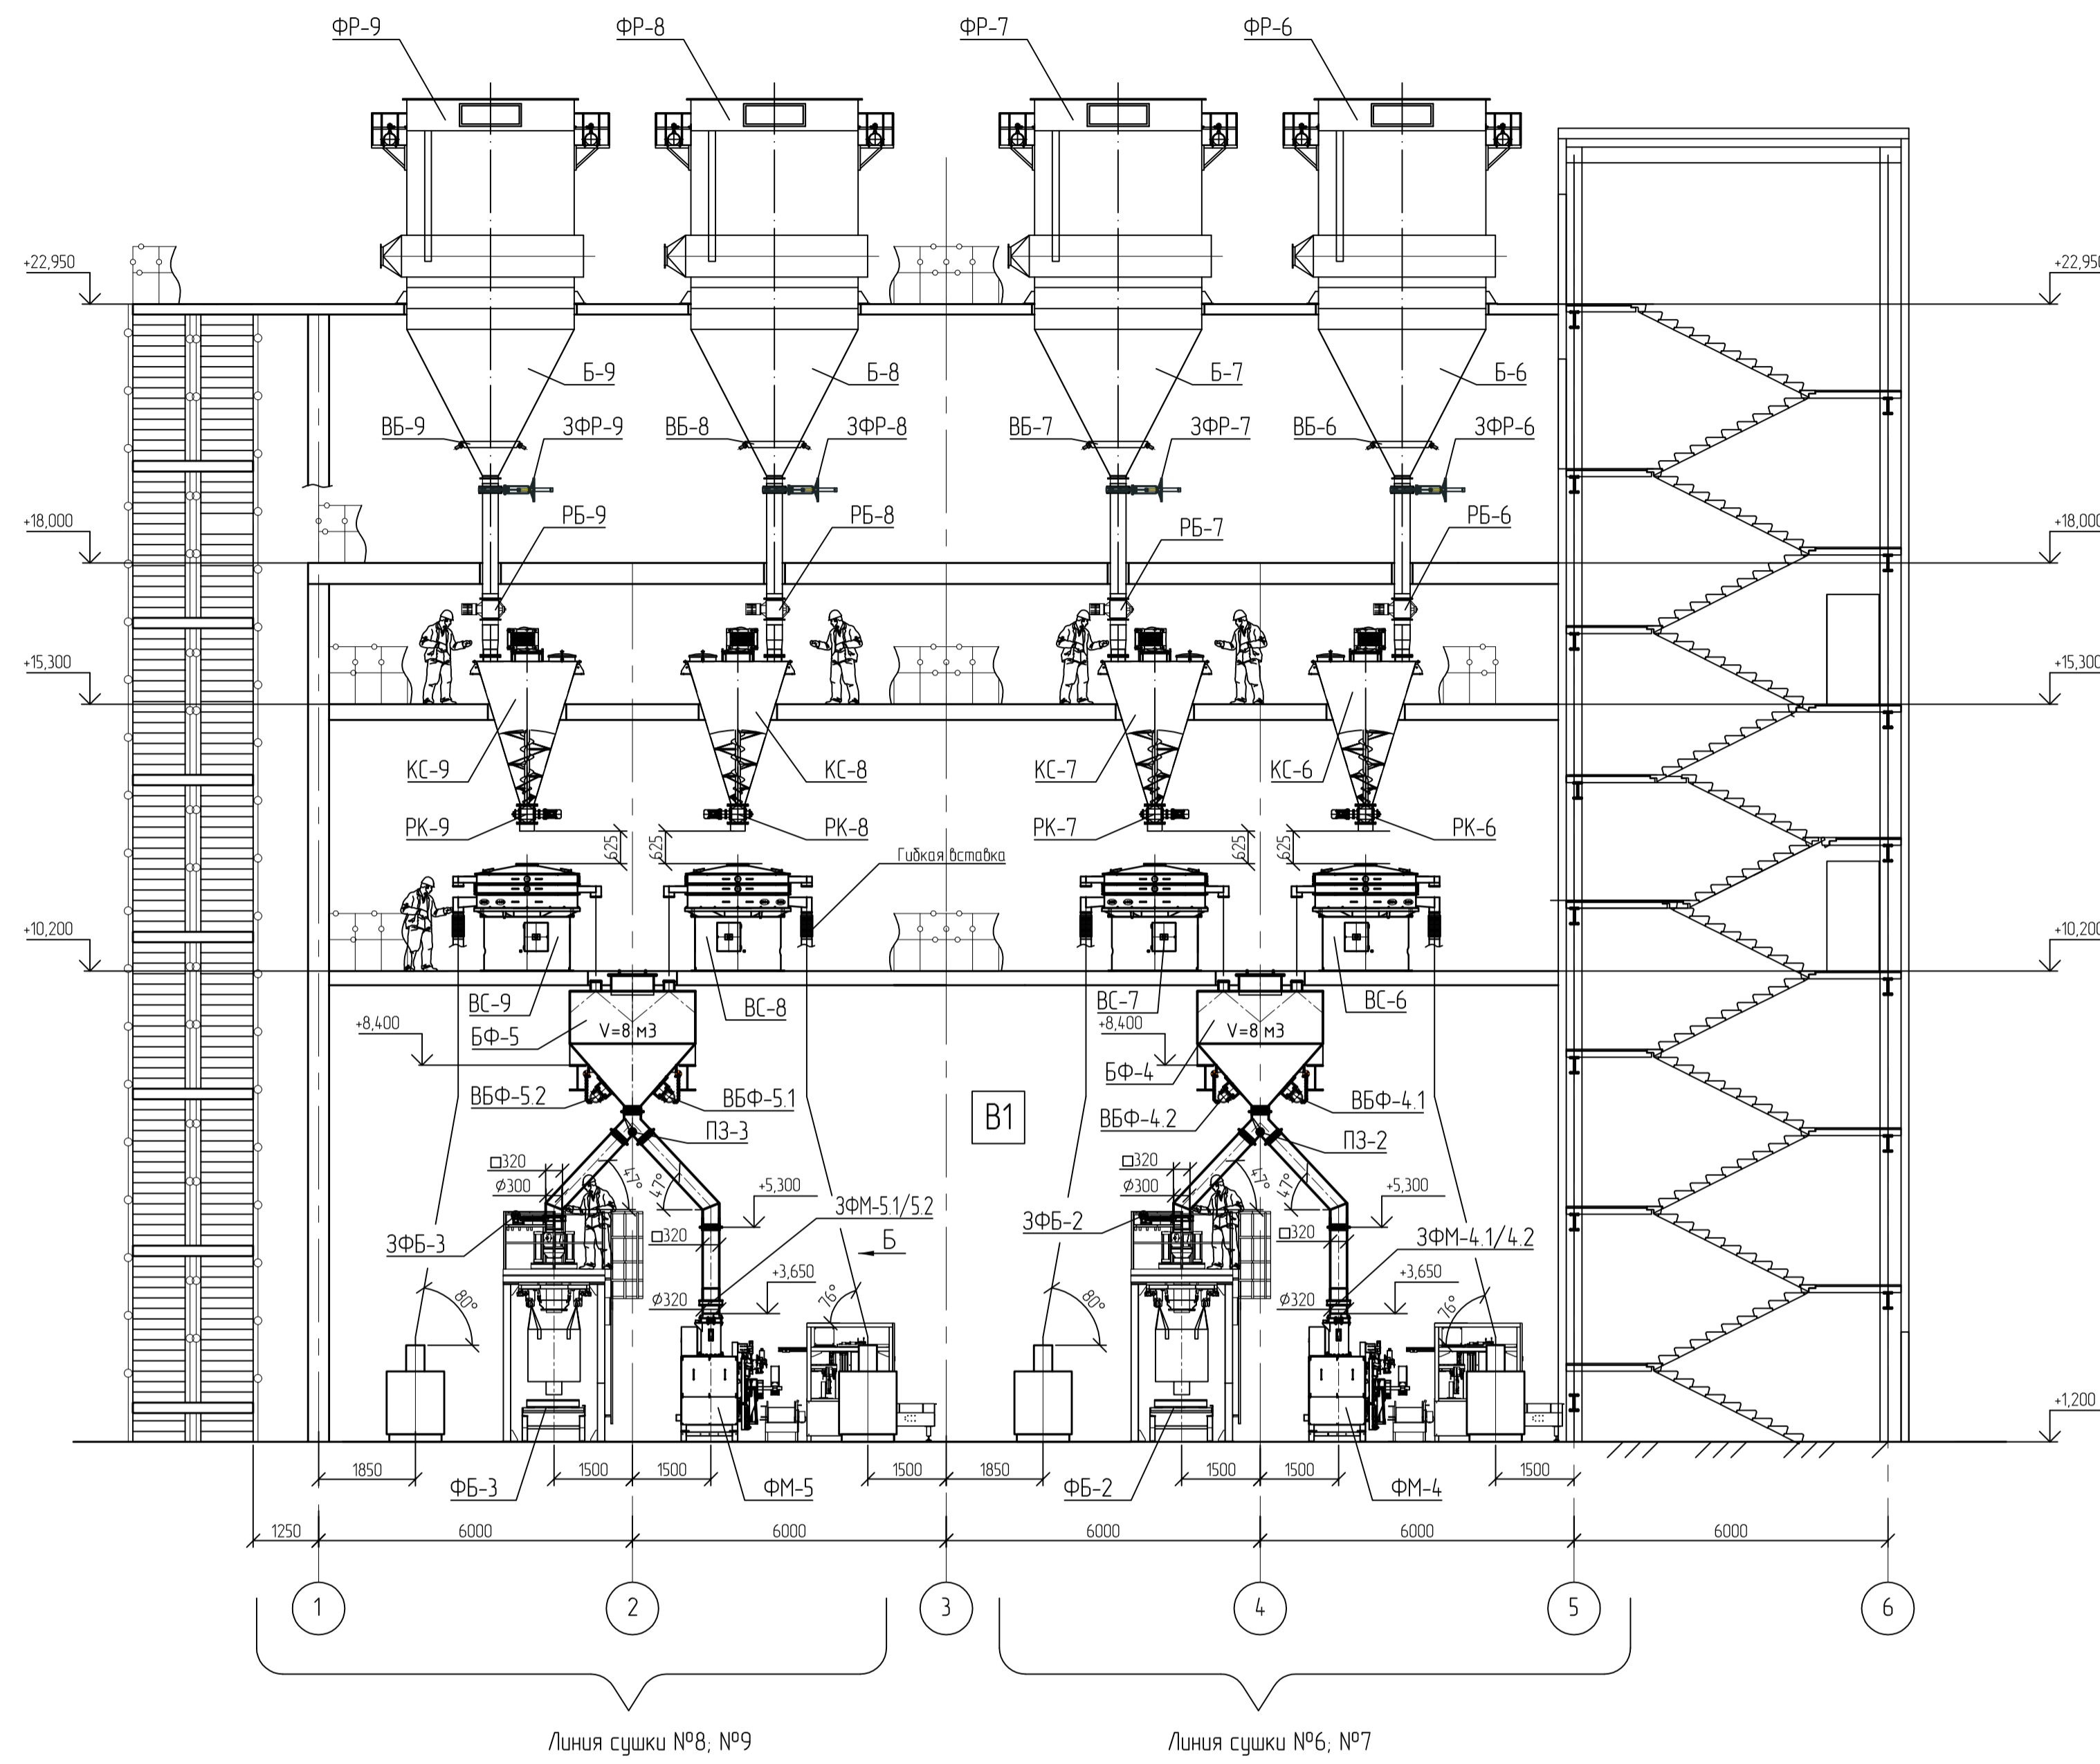 ФР-9 ФР-8 ФР-7 ФР-6
+22,950 +22,950
Б-9 Б-8 Б-7 Б-6
ВБ-9 ЗФР-9 ВБ-8 ЗФР-8 ВБ-7 ЗФР-7 ВБ-6 ЗФР-6
РБ-9 РБ-8 РБ-7 РБ-6
+18,000 +18,000
+15,300 +15,300
КС-9 КС-8 КС-7 КС-6
РК-9 РК-8 РК-7 РК-6
625 625 625 625
Гибкая вставка
+10,200 +10,200
ВС-9 ВС-8 ВС-7 ВС-6
+8,400 БФ-5 V=8 м3 +8,400 V=8 м3
БФ-4
ВБФ-5.2 ВБФ-5.1 В1 ВБФ-4.2 ВБФ-4.1
ПЗ-3 ПЗ-2
□320 47° 47° □320 47° 47°
ϕ300 +5,300 ϕ300 +5,300
ЗФМ-5.1/5.2 ЗФБ-2
ЗФБ-3 □320 Б □320 ЗФМ-4.1/4.2
+3,650 +3,650
80° ϕ320 76° 80° ϕ320 76°
+1,200
1850 1500 1500 1500 1850 1500 1500 1500
ФБ-3 ФМ-5 ФБ-2 ФМ-4
1250 6000 6000 6000 6000 6000
1 2 3 4 5 6
Линия сушки №8; №9 Линия сушки №6; №7